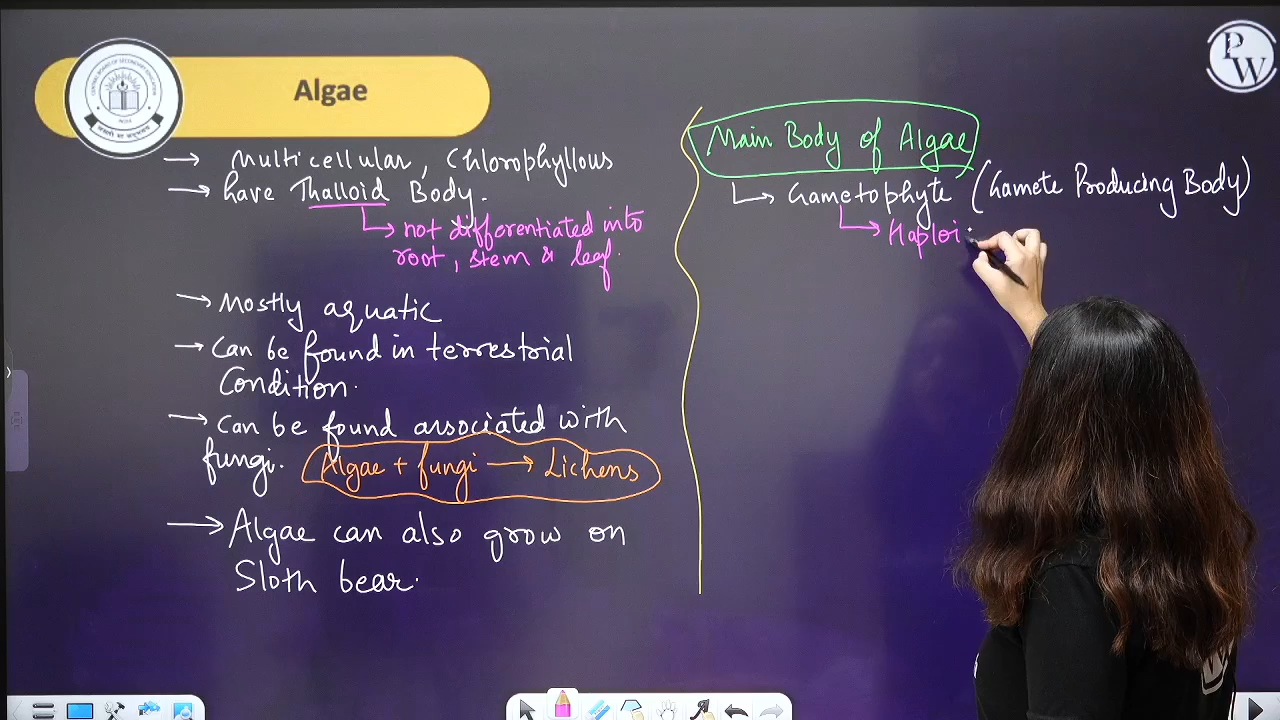 Algae
PW
→ Multicellular, Chlorophyllous
→ have Thalloid Body.
↳ not differentiated into
root, stem & leaf.
→ Mostly aquatic
→ Can be found in terrestrial
Condition.
→ Can be found associated with
fungi. Algae + fungi → Lichens
→ Algae can also grow on
Sloth bear.
Main Body of Algae
↳ Gametophyte (Gamete Producing Body)
↳ Haploi